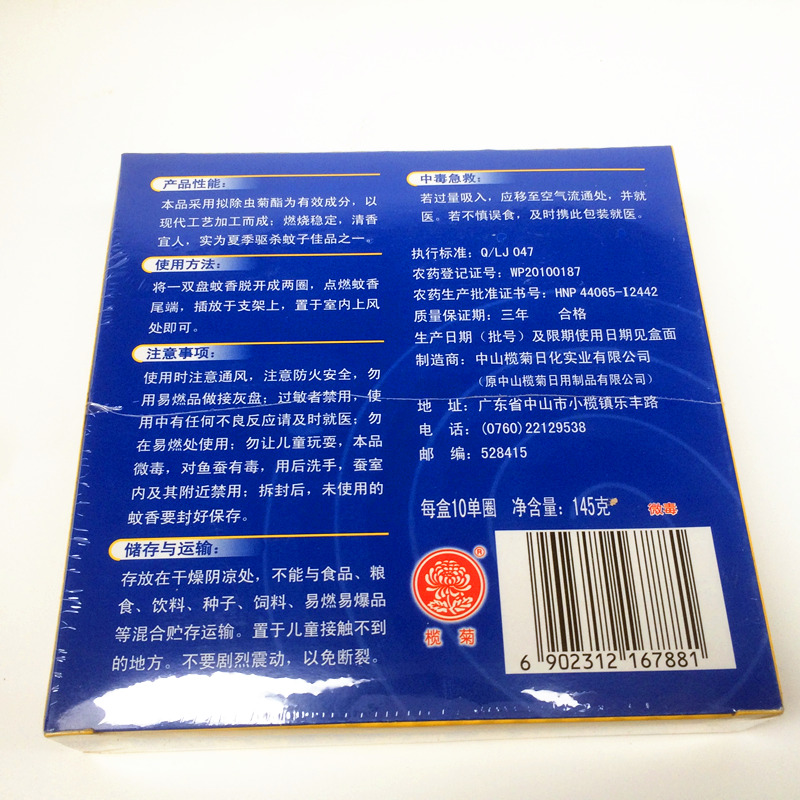 产品性能:
本品采用拟除虫菊酯为有效成分，以
现代工艺加工而成；燃烧稳定，清香
宜人，实为夏季驱杀蚊子佳品之一。
使用方法:
将一双盘蚊香脱开成两圈，点燃蚊香
尾端，插放于支架上，置于室内上风
处即可。
注意事项:
使用时注意通风，注意防火安全，勿
用易燃品做接灰盘；过敏者禁用，使
用中有任何不良反应请及时就医；勿
在易燃处使用；勿让儿童玩耍，本品
微毒，对鱼蚕有毒，用后洗手，蚕室
内及其附近禁用；拆封后，未使用的
蚊香要封好保存。
储存与运输:
存放在干燥阴凉处，不能与食品、粮
食、饮料、种子、饲料、易燃易爆品
等混合贮存运输。置于儿童接触不到
的地方。不要剧烈震动，以免断裂。
中毒急救:
若过量吸入，应移至空气流通处，并就
医。若不慎误食，及时携此包装就医。
执行标准：Q/LJ 047
农药登记证号：WP20100187
农药生产批准证书号：HNP 44065-I2442
质量保证期：三年 合格
生产日期（批号）及限期使用日期见盒面
制造商：中山榄菊日化实业有限公司
（原中山榄菊日用制品有限公司）
地 址：广东省中山市小榄镇乐丰路
电 话：(0760) 22129538
邮 编：528415
每盒10单圈 净含量：145克 微毒
®
榄菊
6 902312 167881